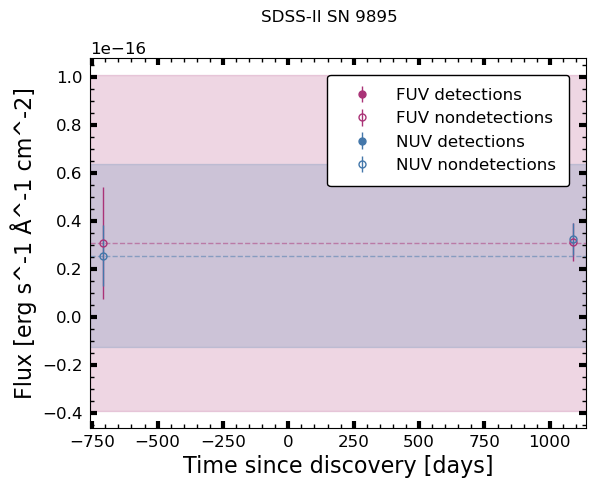 SDSS-II SN 9895
1e−16
FUV detections
FUV nondetections
NUV detections
NUV nondetections
1.0
0.8
0.6
0.4
0.2
0.0
−0.2
−0.4
Flux [erg s^-1 Å^-1 cm^-2]
−750 −500 −250 0 250 500 750 1000
Time since discovery [days]